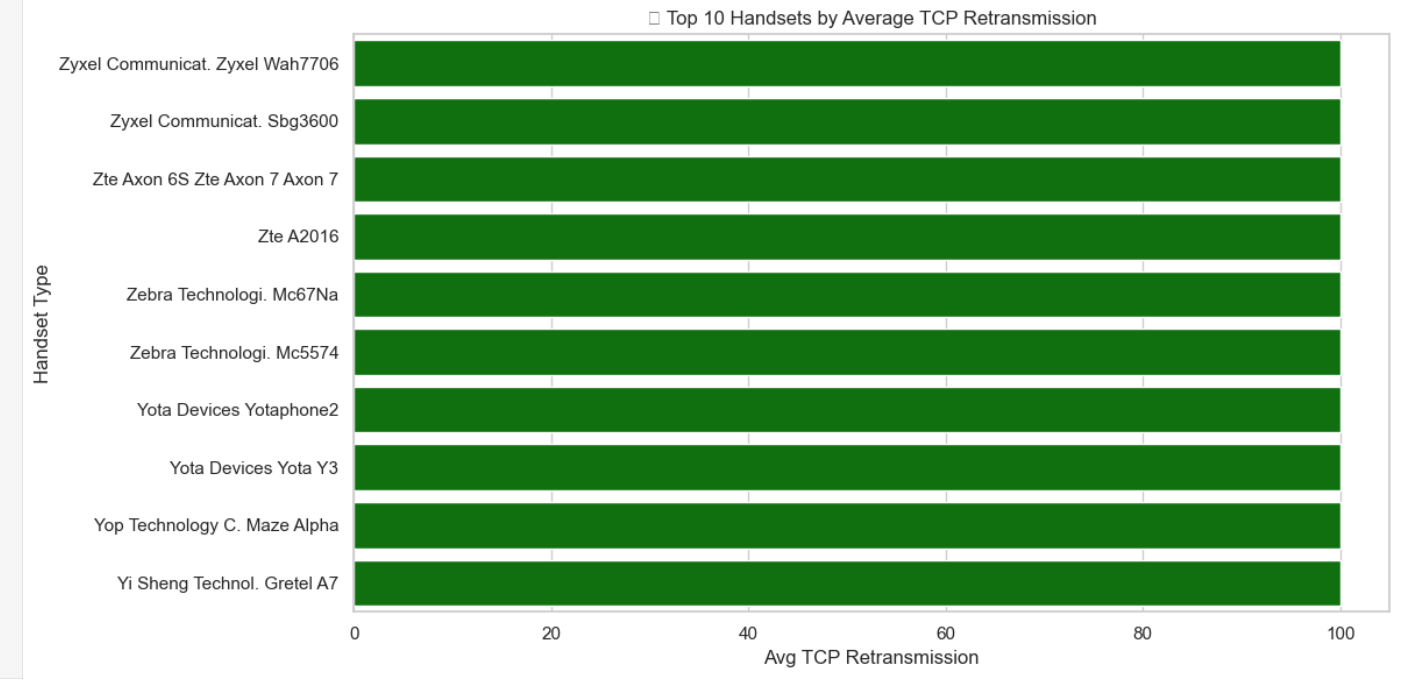 Top 10 Handsets by Average TCP Retransmission
Handset Type
Zyxel Communicat. Zyxel Wah7706
Zyxel Communicat. Sbg3600
Zte Axon 6S Zte Axon 7 Axon 7
Zte A2016
Zebra Technologi. Mc67Na
Zebra Technologi. Mc5574
Yota Devices Yotaphone2
Yota Devices Yota Y3
Yop Technology C. Maze Alpha
Yi Sheng Technol. Gretel A7
0 20 40 60 80 100
Avg TCP Retransmission